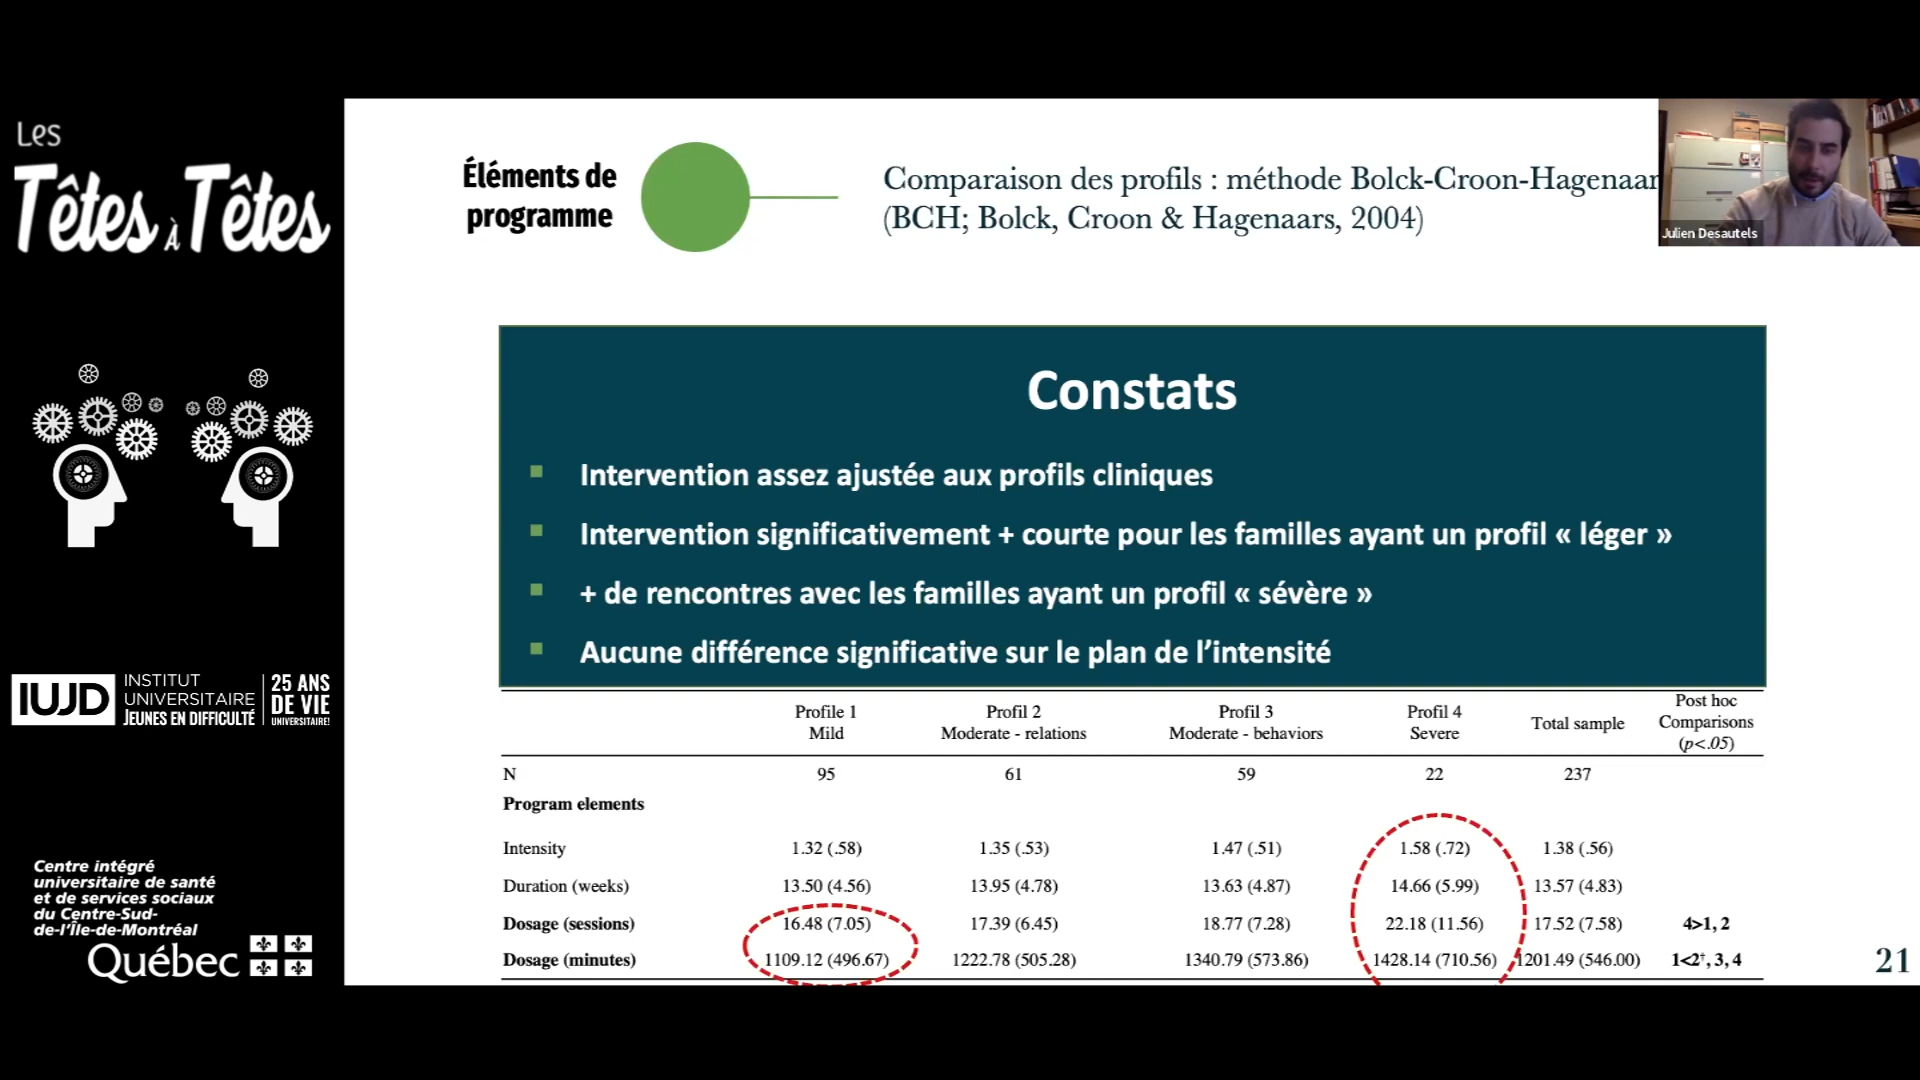 Les
Têtes à Têtes
IUJD
INSTITUT
UNIVERSITAIRE
JEUNES EN DIFFICULTÉ
25 ANS
DE VIE
UNIVERSITAIRE!
Centre intégré
universitaire de santé
et de services sociaux
du Centre-Sud-
de-l'Île-de-Montréal
Québec
Éléments de
programme
Comparaison des profils : méthode Bolck-Croon-Hagenaar
(BCH; Bolck, Croon & Hagenaars, 2004)
Julien Desautels
Constats
Intervention assez ajustée aux profils cliniques
Intervention significativement + courte pour les familles ayant un profil « léger »
+ de rencontres avec les familles ayant un profil « sévère »
Aucune différence significative sur le plan de l'intensité
Profile 1 Mild
Profil 2 Moderate - relations
Profil 3 Moderate - behaviors
Profil 4 Severe
Total sample
Post hoc Comparisons (p<.05)
N 95 61 59 22 237
Program elements
Intensity 1.32 (.58) 1.35 (.53) 1.47 (.51) 1.58 (.72) 1.38 (.56)
Duration (weeks) 13.50 (4.56) 13.95 (4.78) 13.63 (4.87) 14.66 (5.99) 13.57 (4.83)
Dosage (sessions) 16.48 (7.05) 17.39 (6.45) 18.77 (7.28) 22.18 (11.56) 17.52 (7.58) 4>1, 2
Dosage (minutes) 1109.12 (496.67) 1222.78 (505.28) 1340.79 (573.86) 1428.14 (710.56) 1201.49 (546.00) 1<2†, 3, 4
21